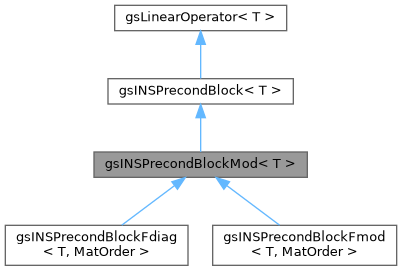 gsLinearOperator< T >
gsINSPrecondBlock< T >
gsINSPrecondBlockMod< T >
gsINSPrecondBlockFdiag
< T, MatOrder >
gsINSPrecondBlockFmod
< T, MatOrder >